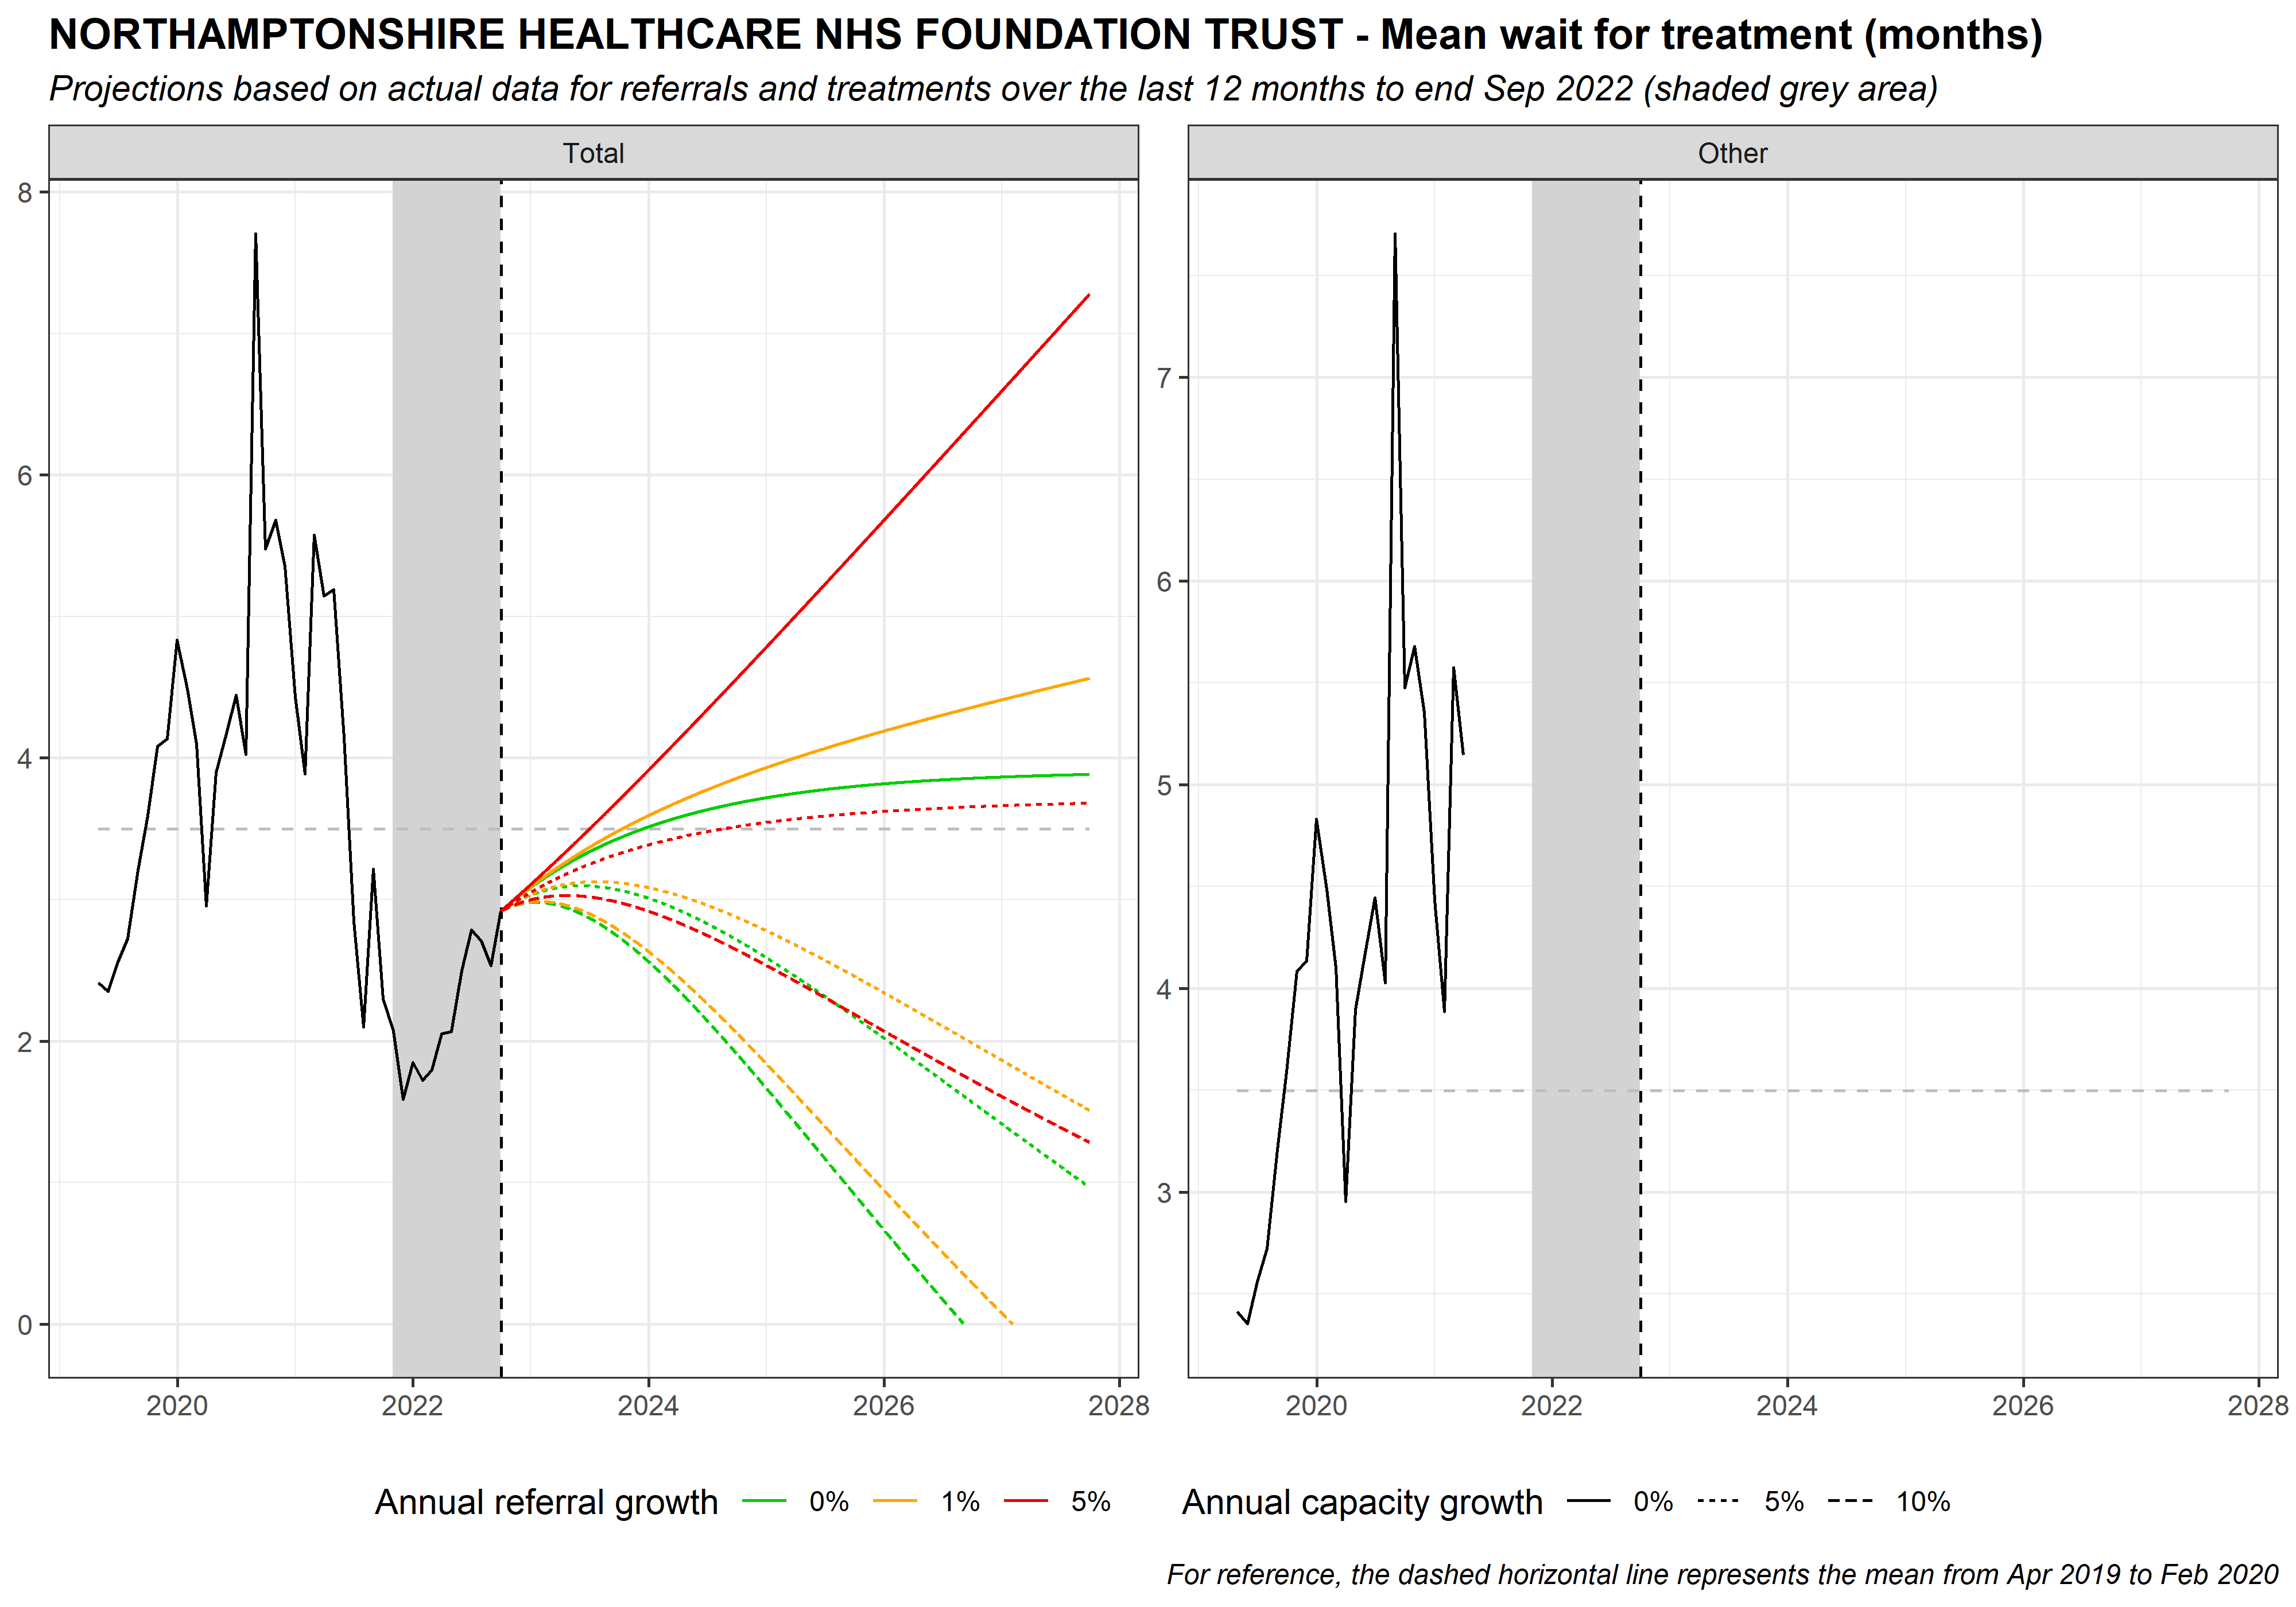 NORTHAMPTONSHIRE HEALTHCARE NHS FOUNDATION TRUST - Mean wait for treatment (months)
Projections based on actual data for referrals and treatments over the last 12 months to end Sep 2022 (shaded grey area)
Total
8
6
4
2
0
2020 2022 2024 2026 2028
Other
7
6
5
4
3
2020 2022 2024 2026 2028
Annual referral growth 0% 1% 5%
Annual capacity growth 0% 5% 10%
For reference, the dashed horizontal line represents the mean from Apr 2019 to Feb 2020